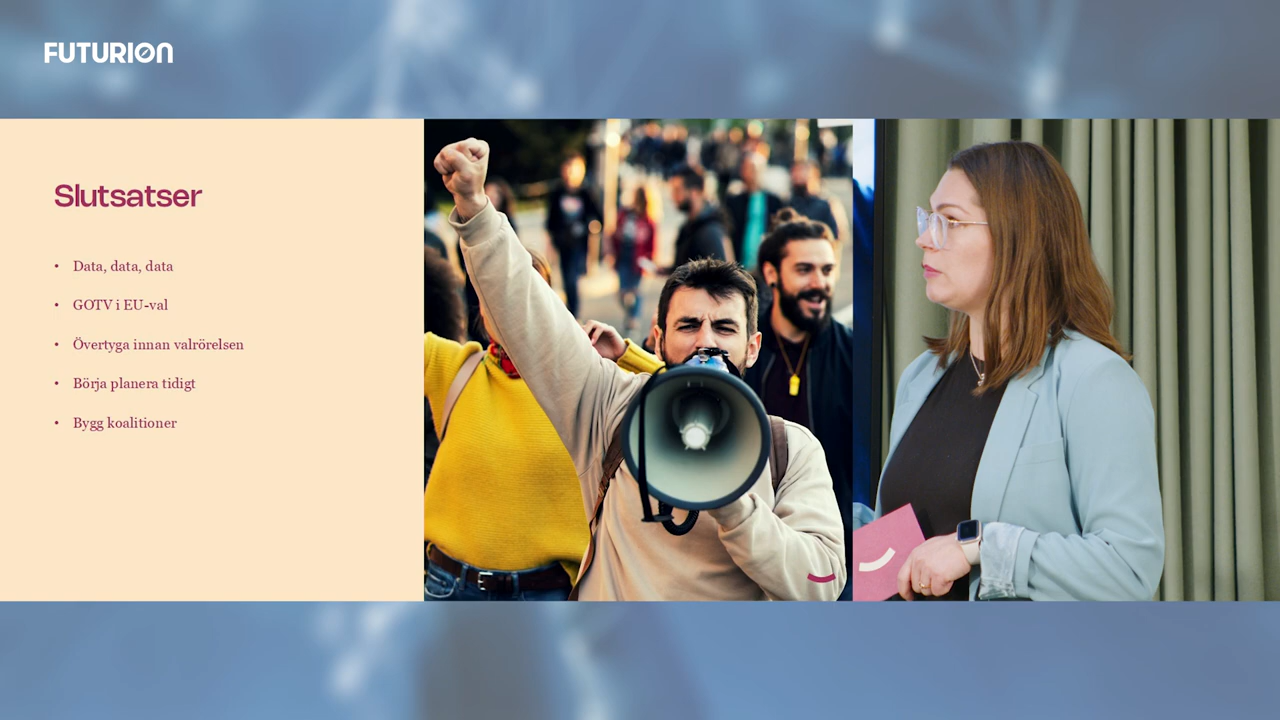 FUTURION
Slutsatser
• Data, data, data
• GOTV i EU-val
• Övertyga innan valrörelsen
• Börja planera tidigt
• Bygg koalitioner